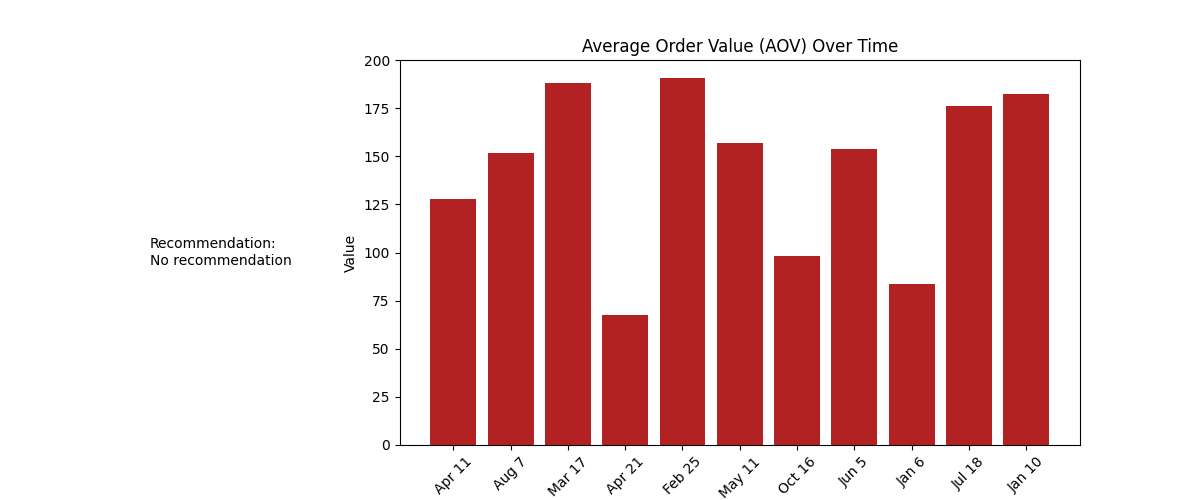 Average Order Value (AOV) Over Time
Recommendation:
No recommendation
Value
200
175
150
125
100
75
50
25
0
Apr 11
Aug 7
Mar 17
Apr 21
Feb 25
May 11
Oct 16
Jun 5
Jan 6
Jul 18
Jan 10